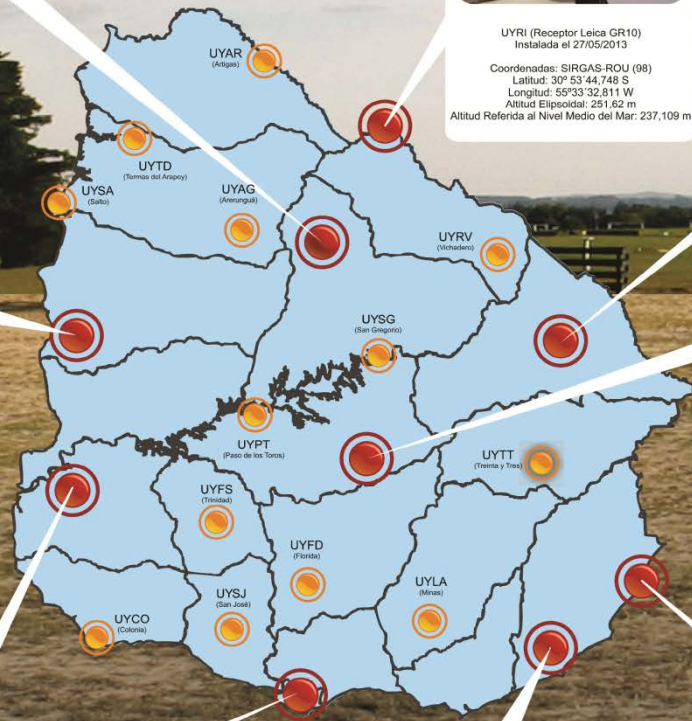 UYRI (Receptor Leica GR10)
Instalada el 27/05/2013
Coordenadas: SIRGAS-ROU (98)
Latitud: 30º 53´44,748 S
Longitud: 55º33´32,811 W
Altitud Elipsoidal: 251,62 m
Altitud Referida al Nivel Medio del Mar: 237,109 m
UYAR
(Artigas)
UYTD
(Termas del Arapey)
UYSA
(Salto)
UYAG
(Arerunguá)
UYRV
(Vichadero)
UYSG
(San Gregorio)
UYPT
(Paso de los Toros)
UYTT
(Treinta y Tres)
UYFS
(Trinidad)
UYFD
(Florida)
UYLA
(Minas)
UYCO
(Colonia)
UYSJ
(San José)